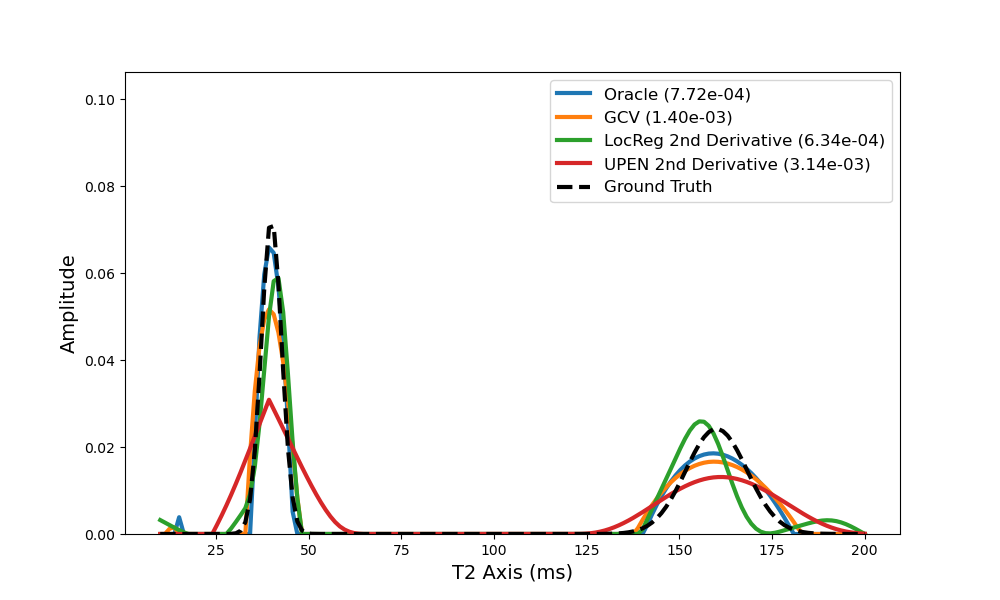 0.10
0.08
0.06
0.04
0.02
0.00
Amplitude
25 50 75 100 125 150 175 200
T2 Axis (ms)
Oracle (7.72e-04)
GCV (1.40e-03)
LocReg 2nd Derivative (6.34e-04)
UPEN 2nd Derivative (3.14e-03)
Ground Truth